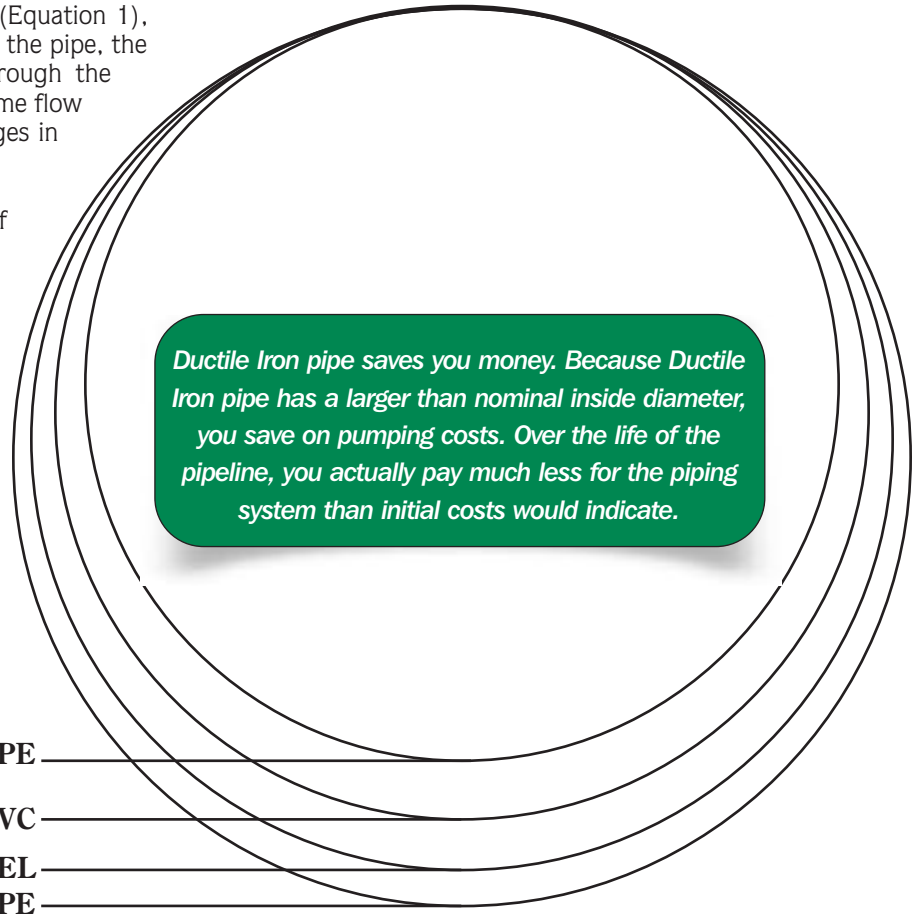 (Equation 1),
the pipe, the
rough the
me flow
ges in
f
Ductile Iron pipe saves you money. Because Ductile
Iron pipe has a larger than nominal inside diameter,
you save on pumping costs. Over the life of the
pipeline, you actually pay much less for the piping
system than initial costs would indicate.
PE
VC
EL
PE